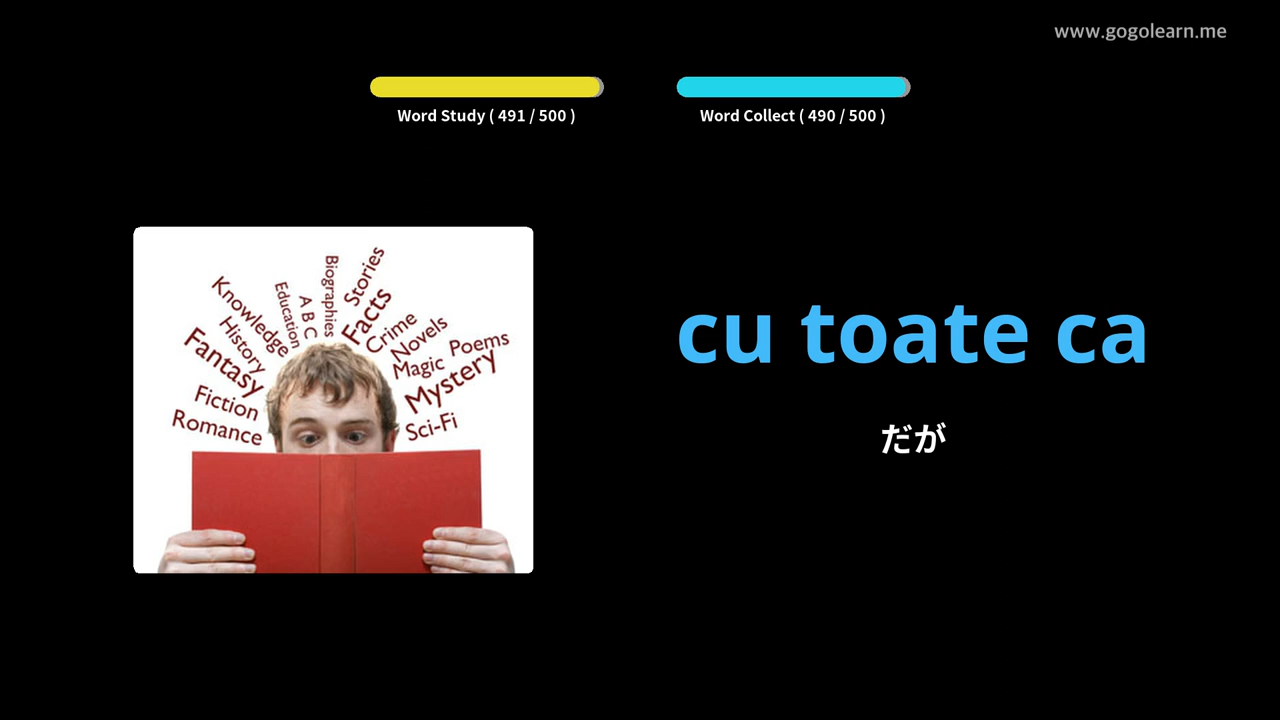 www.gogolearn.me
Word Study ( 491 / 500 )
Word Collect ( 490 / 500 )
Biographies
Stories
Education
A B C
Facts
Knowledge
Crime
History
Novels
Poems
Fantasy
Magic
Mystery
Fiction
Sci-Fi
Romance
cu toate ca
だが